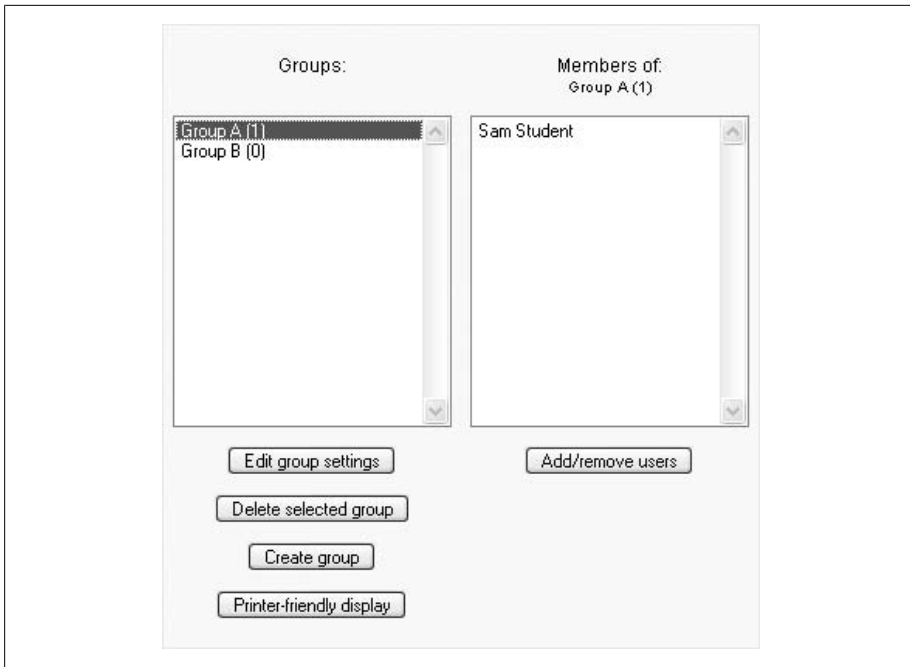 Groups:
Group A (1)
Group B (0)
Edit group settings
Delete selected group
Create group
Printer-friendly display
Members of:
Group A (1)
Sam Student
Add/remove users